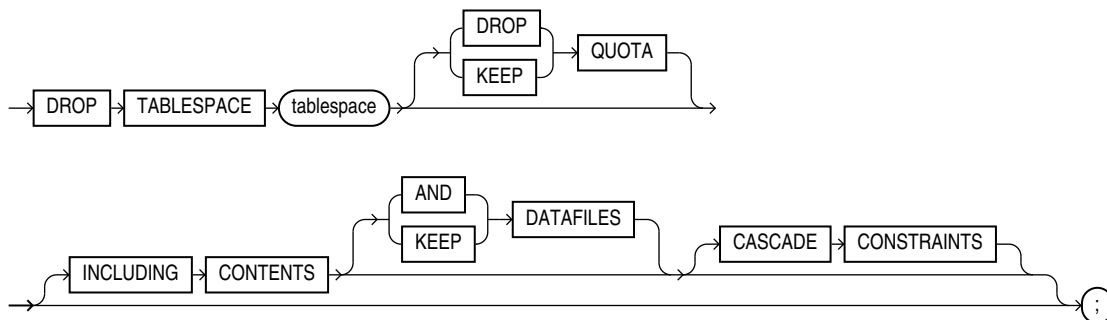 DROP
KEEP
QUOTA
DROP TABLESPACE tablespace
AND
KEEP
DATAFILES
INCLUDING CONTENTS
CASCADE CONSTRAINTS
;